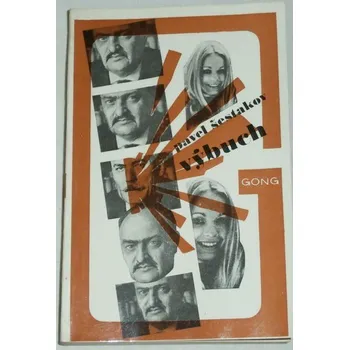 pavel šestakov
výbuch
GONG